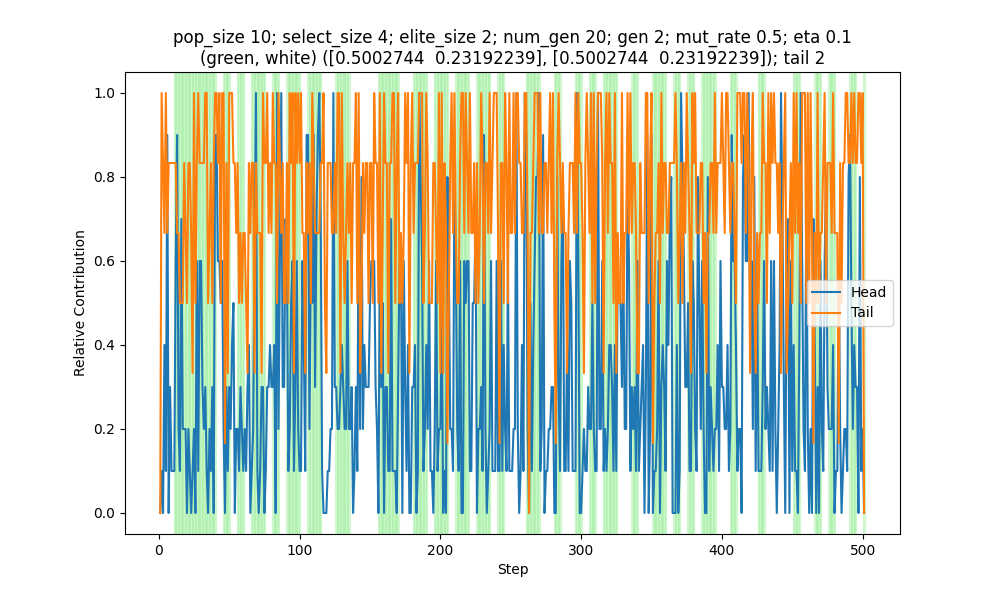 pop_size 10; select_size 4; elite_size 2; num_gen 20; gen 2; mut_rate 0.5; eta 0.1
(green, white) ([0.5002744  0.23192239], [0.5002744  0.23192239]); tail 2
1.0
0.8
0.6
0.4
0.2
0.0
Relative Contribution
Head
Tail
0 100 200 300 400 500
Step